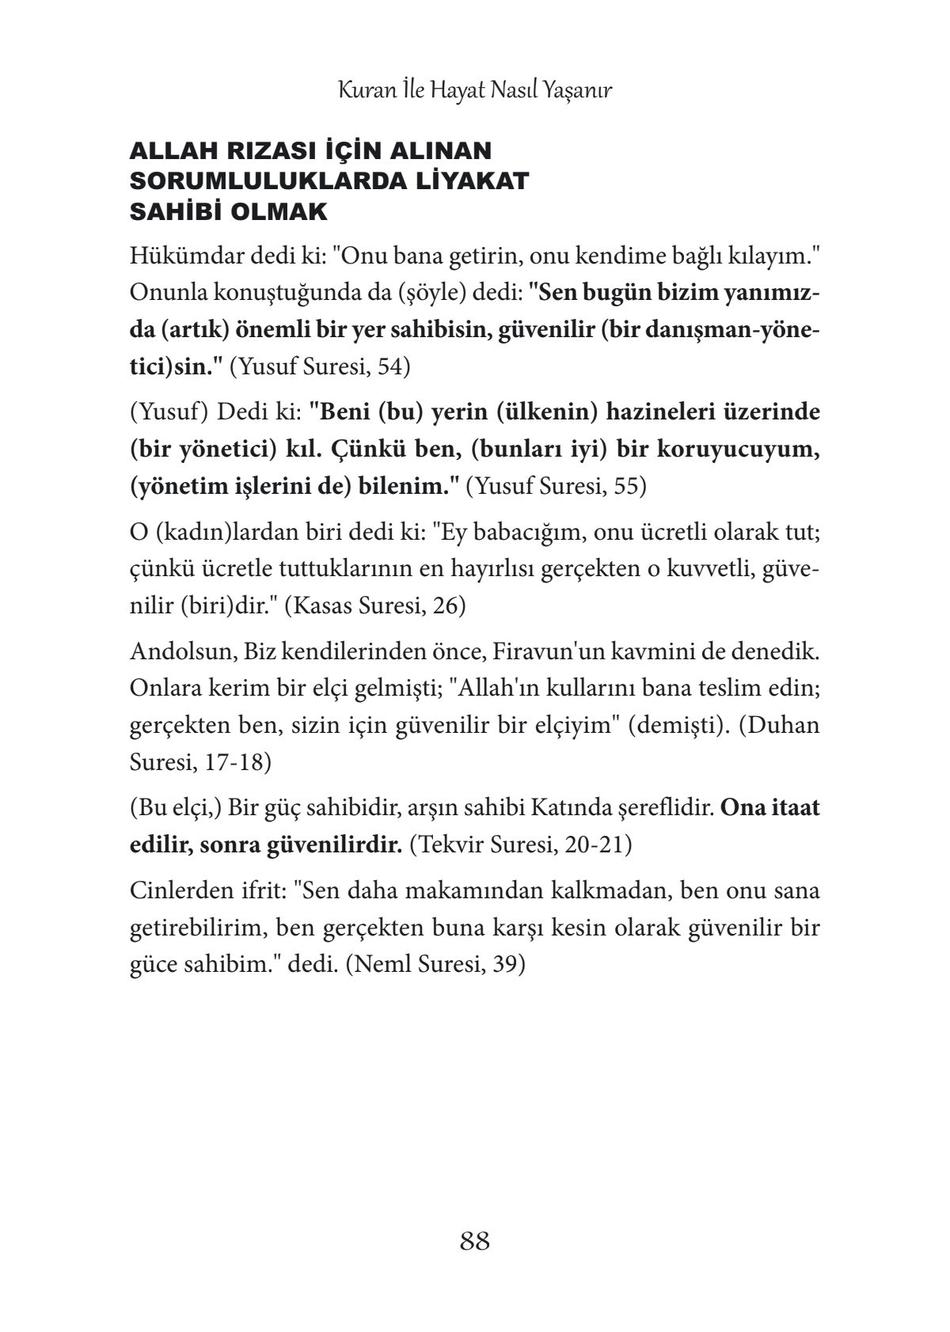 Kuran İle Hayat Nasıl Yaşanır
ALLAH RIZASI İÇİN ALINAN
SORUMLULUKLARDA LİYAKAT
SAHİBİ OLMAK
Hükümdar dedi ki: "Onu bana getirin, onu kendime bağlı kılayım."
Onunla konuştuğunda da (şöyle) dedi: "Sen bugün bizim yanımız-
da (artık) önemli bir yer sahibisin, güvenilir (bir danışman-yöne-
tici)sin." (Yusuf Suresi, 54)
(Yusuf) Dedi ki: "Beni (bu) yerin (ülkenin) hazineleri üzerinde
(bir yönetici) kıl. Çünkü ben, (bunları iyi) bir koruyucuyum,
(yönetim işlerini de) bilenim." (Yusuf Suresi, 55)
O (kadın)lardan biri dedi ki: "Ey babacığım, onu ücretli olarak tut;
çünkü ücretle tuttuklarının en hayırlısı gerçekten o kuvvetli, güve-
nilir (biri)dir." (Kasas Suresi, 26)
Andolsun, Biz kendilerinden önce, Firavun'un kavmini de denedik.
Onlara kerim bir elçi gelmişti; "Allah'ın kullarını bana teslim edin;
gerçekten ben, sizin için güvenilir bir elçiyim" (demişti). (Duhan
Suresi, 17-18)
(Bu elçi,) Bir güç sahibidir, arşın sahibi Katında şereflidir. Ona itaat
edilir, sonra güvenilirdir. (Tekvir Suresi, 20-21)
Cinlerden ifrit: "Sen daha makamından kalkmadan, ben onu sana
getirebilirim, ben gerçekten buna karşı kesin olarak güvenilir bir
güce sahibim." dedi. (Neml Suresi, 39)
88